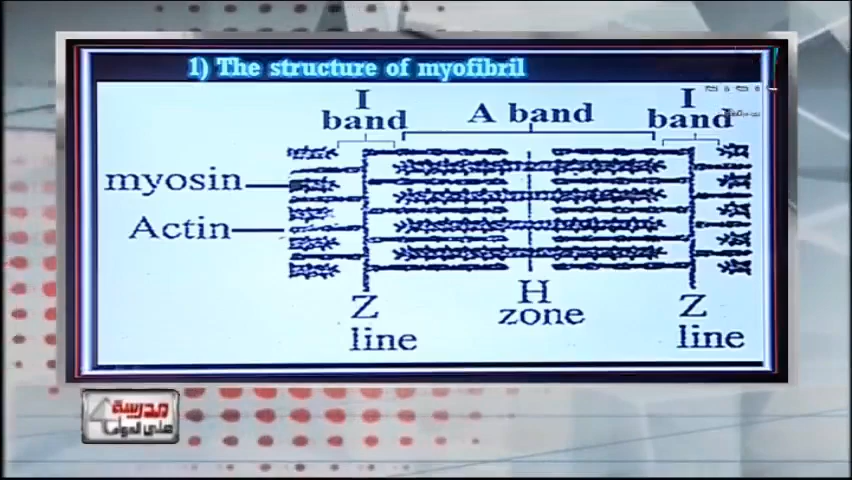 1) The structure of myofibril
I
band
A band
I
band
myosin
Actin
Z
line
H
zone
Z
line
مدرسة
على الهواء